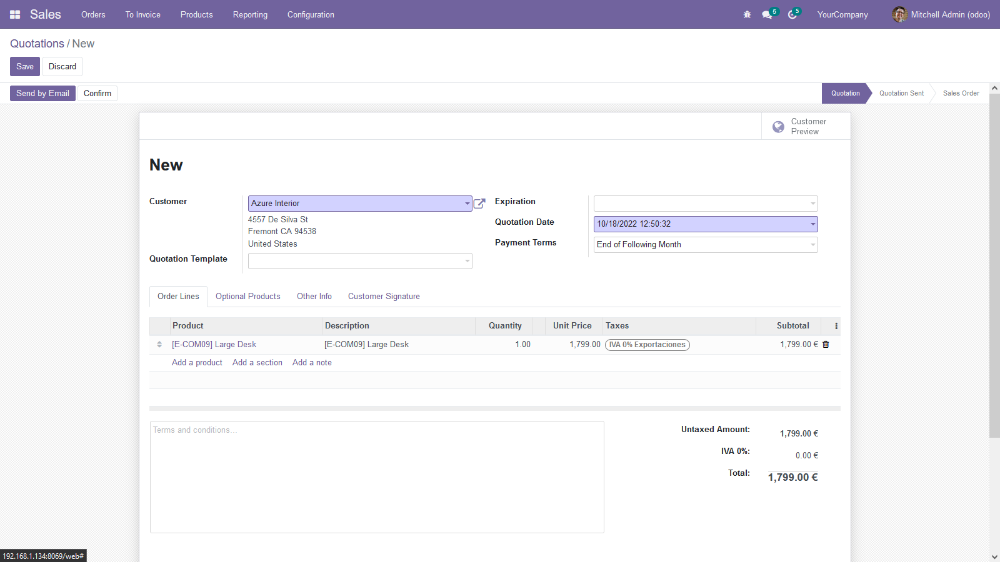 Sales Orders To Invoice Products Reporting Configuration 5 5 YourCompany Mitchell Admin (odoo)
Quotations / New
Save Discard
Send by Email Confirm Quotation Quotation Sent Sales Order
Customer
Preview
New
Customer Azure Interior Expiration
4557 De Silva St
Fremont CA 94538
United States
Quotation Date 10/18/2022 12:50:32
Payment Terms End of Following Month
Quotation Template
Order Lines Optional Products Other Info Customer Signature
Product Description Quantity Unit Price Taxes Subtotal
[E-COM09] Large Desk [E-COM09] Large Desk 1.00 1,799.00 IVA 0% Exportaciones 1,799.00 €
Add a product Add a section Add a note
Terms and conditions...
Untaxed Amount: 1,799.00 €
IVA 0%: 0.00 €
Total: 1,799.00 €
192.168.1.134:8069/web#